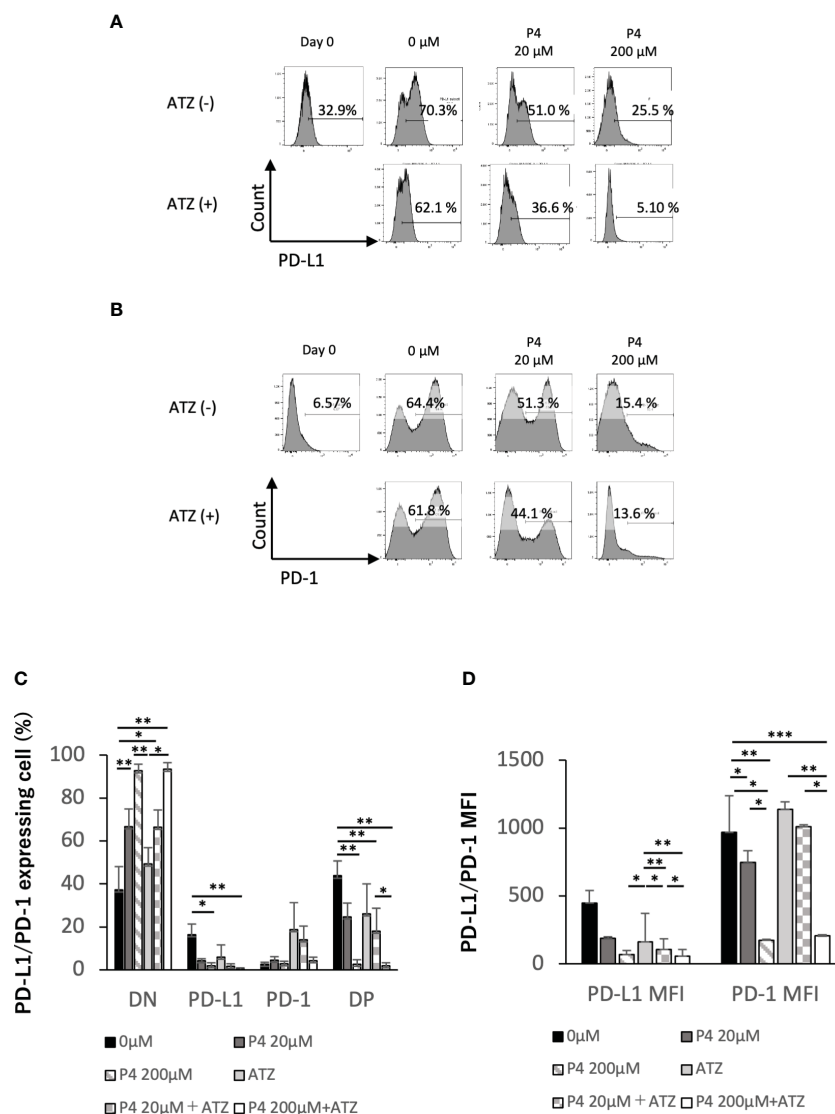 A
Day 0
0 μM
P4
20 μM
P4
200 μM
ATZ (-)
32.9%
70.3%
51.0 %
25.5 %
ATZ (+)
62.1 %
36.6 %
5.10 %
Count
PD-L1
B
Day 0
0 μM
P4
20 μM
P4
200 μM
ATZ (-)
6.57%
64.4%
51.3 %
15.4 %
ATZ (+)
61.8 %
44.1 %
13.6 %
Count
PD-1
C
PD-L1/PD-1 expressing cell (%)
100
80
60
40
20
0
** * ** ** *
** *
** ** ** *
DN PD-L1 PD-1 DP
0μM P4 20μM
P4 200μM ATZ
P4 20μM + ATZ P4 200μM+ATZ
D
PD-L1/PD-1 MFI
1500
1000
500
0
** ** * * *
*** ** * * * ** *
PD-L1 MFI PD-1 MFI
0μM P4 20μM
P4 200μM ATZ
P4 20μM + ATZ P4 200μM+ATZ